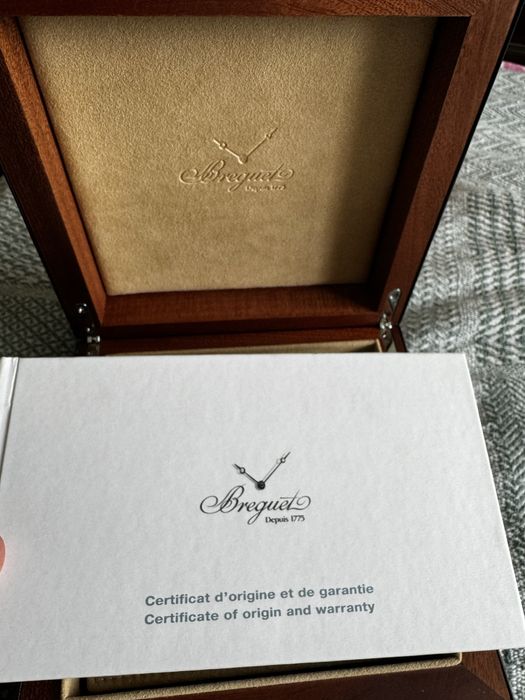 Breguet
Depuis 1775
Breguet
Depuis 1775
Certificat d'origine et de garantie
Certificate of origin and warranty